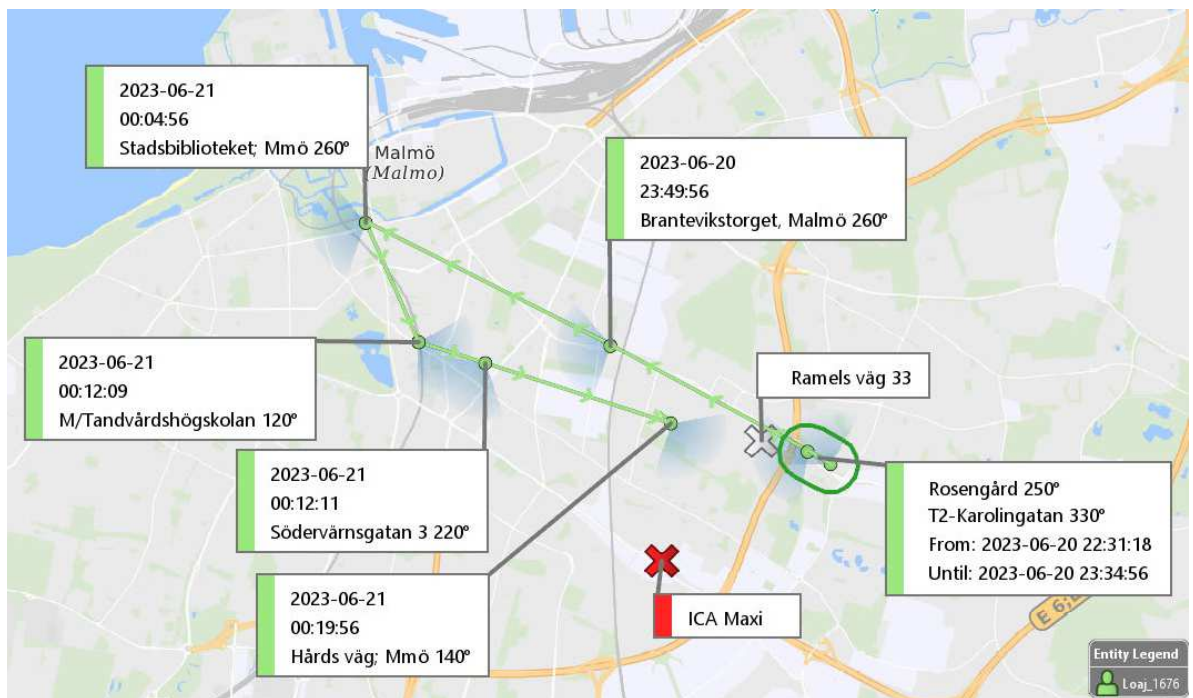 2023-06-21
00:04:56
Stadsbiblioteket; Mmö 260°
Malmö
(Malmo)
2023-06-20
23:49:56
Brantevikstorget, Malmö 260°
2023-06-21
00:12:09
M/Tandvårdshögskolan 120°
Ramels väg 33
2023-06-21
00:12:11
Södervärnsgatan 3 220°
Rosengård 250°
T2-Karolingatan 330°
From: 2023-06-20 22:31:18
Until: 2023-06-20 23:34:56
2023-06-21
00:19:56
Hårds väg; Mmö 140°
ICA Maxi
Entity Legend
Loaj_1676